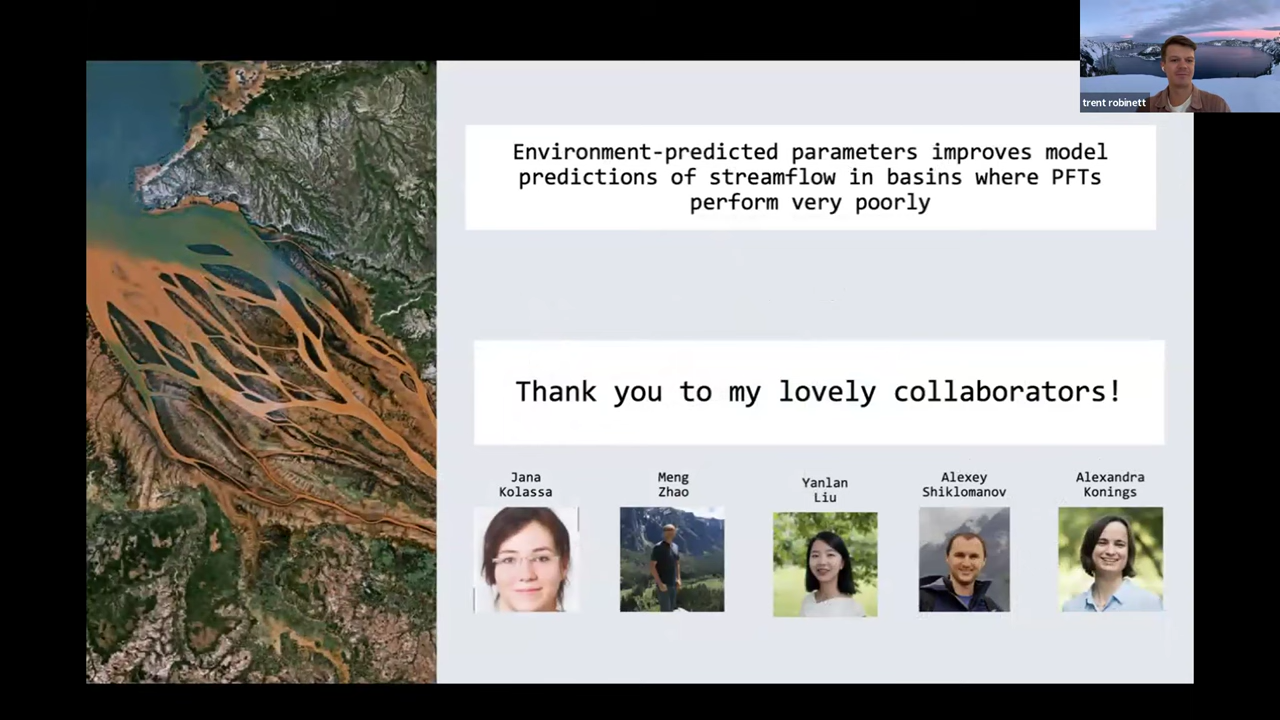 trent robinett
Environment-predicted parameters improves model
predictions of streamflow in basins where PFTs
perform very poorly
Thank you to my lovely collaborators!
Jana
Kolassa
Meng
Zhao
Yanlan
Liu
Alexey
Shiklomanov
Alexandra
Konings